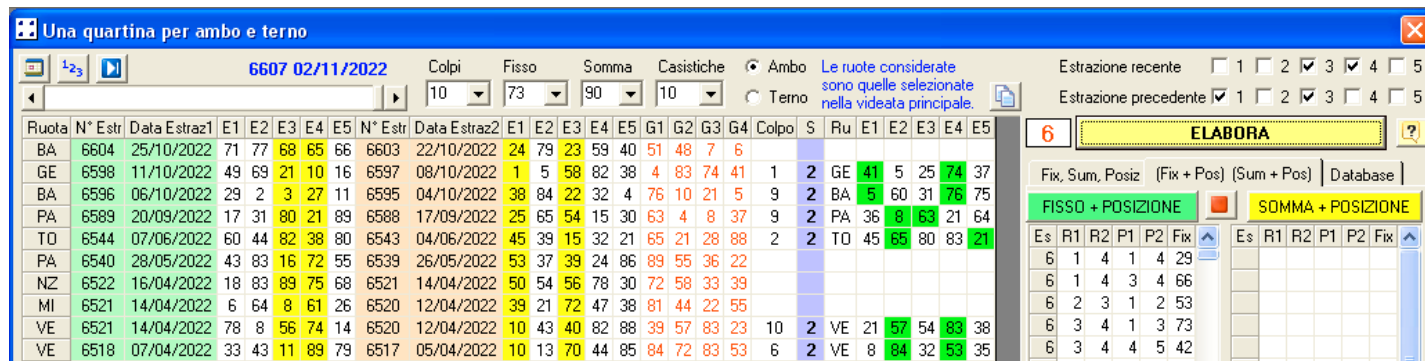 Una quartina per ambo e terno
1 2 3 6607 02/11/2022 Colpi Fisso Somma Casistiche Ambo Le ruote considerate sono quelle selezionate nella videata principale. Estrazione recente 1 2 3 4 5
10 73 90 10 Terno Estrazione precedente 1 2 3 4 5
Ruota N° Estr Data Estraz1 E1 E2 E3 E4 E5 N° Estr Data Estraz2 E1 E2 E3 E4 E5 G1 G2 G3 G4 Colpo S Ru E1 E2 E3 E4 E5
6 ELABORA ?
BA 6604 25/10/2022 71 77 68 65 66 6603 22/10/2022 24 79 23 59 40 51 48 7 6
GE 6598 11/10/2022 49 69 21 10 16 6597 08/10/2022 1 5 58 82 38 4 83 74 41 1 2 GE 41 5 25 74 37
BA 6596 06/10/2022 29 2 3 27 11 6595 04/10/2022 38 84 22 32 4 76 10 21 5 9 2 BA 5 60 31 76 75
PA 6589 20/09/2022 17 31 80 21 89 6588 17/09/2022 25 65 54 15 30 63 4 8 37 9 2 PA 36 8 63 21 64
TO 6544 07/06/2022 60 44 82 38 80 6543 04/06/2022 45 39 15 32 21 65 21 28 88 2 2 TO 45 65 80 83 21
PA 6540 28/05/2022 43 83 16 72 55 6539 26/05/2022 53 37 39 24 86 89 55 36 22
NZ 6522 16/04/2022 18 83 89 75 68 6521 14/04/2022 50 54 56 78 30 72 58 33 39
MI 6521 14/04/2022 6 64 8 61 26 6520 12/04/2022 39 21 72 47 38 81 44 22 55
VE 6521 14/04/2022 78 8 56 74 14 6520 12/04/2022 10 43 40 82 88 39 57 83 23 10 2 VE 21 57 54 83 38
VE 6518 07/04/2022 33 43 11 89 79 6517 05/04/2022 10 13 70 44 85 84 72 83 53 6 2 VE 8 84 32 53 35
Fix, Sum, Posiz (Fix + Pos) (Sum + Pos) Database
FISSO + POSIZIONE SOMMA + POSIZIONE
Es R1 R2 P1 P2 Fix Es R1 R2 P1 P2 Fix
6 1 4 1 4 29
6 1 4 3 4 66
6 2 3 1 2 53
6 3 4 1 3 73
6 3 4 4 5 42